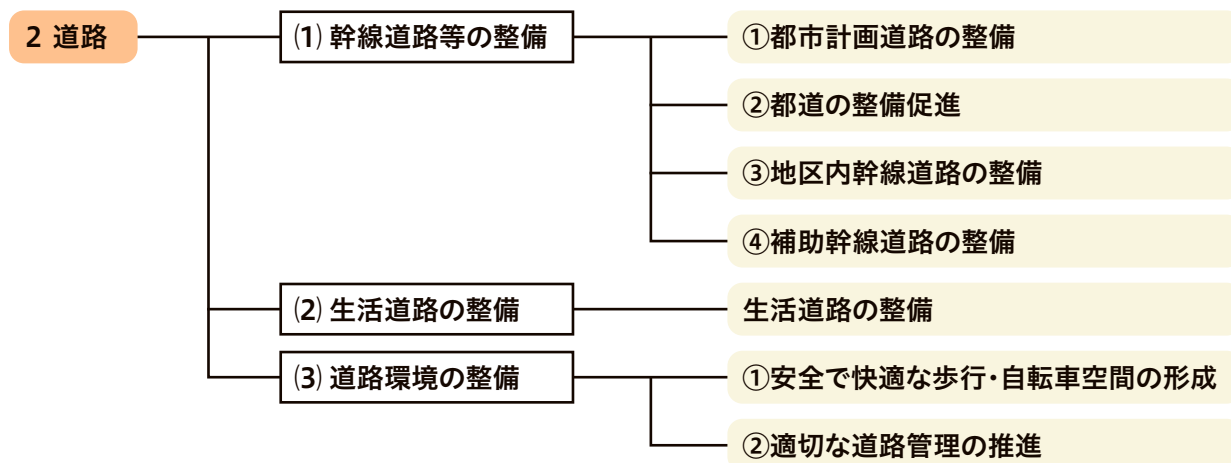 2 道路
(1) 幹線道路等の整備
①都市計画道路の整備
②都道の整備促進
③地区内幹線道路の整備
④補助幹線道路の整備
(2) 生活道路の整備
生活道路の整備
(3) 道路環境の整備
①安全で快適な歩行・自転車空間の形成
②適切な道路管理の推進